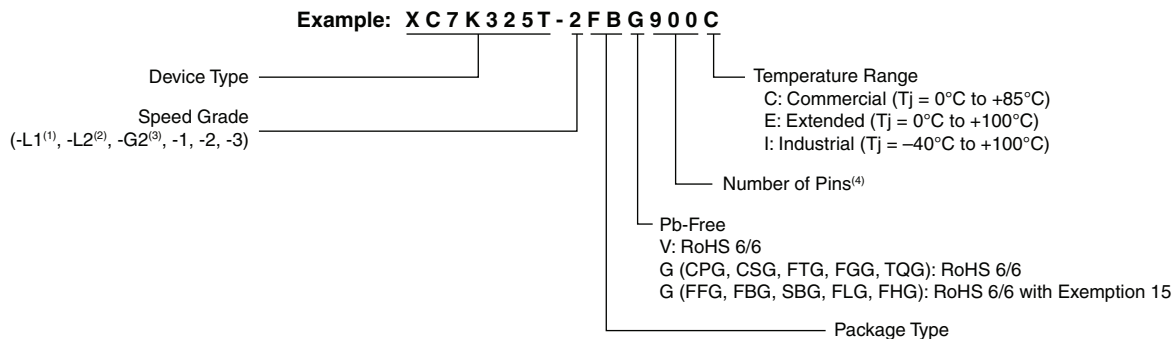 Example: XC7K325T-2FBG900C
Device Type
Speed Grade
(-L1(1), -L2(2), -G2(3), -1, -2, -3)
Temperature Range
C: Commercial (Tj = 0°C to +85°C)
E: Extended (Tj = 0°C to +100°C)
I: Industrial (Tj = –40°C to +100°C)
Number of Pins(4)
Pb-Free
V: RoHS 6/6
G (CPG, CSG, FTG, FGG, TQG): RoHS 6/6
G (FFG, FBG, SBG, FLG, FHG): RoHS 6/6 with Exemption 15
Package Type